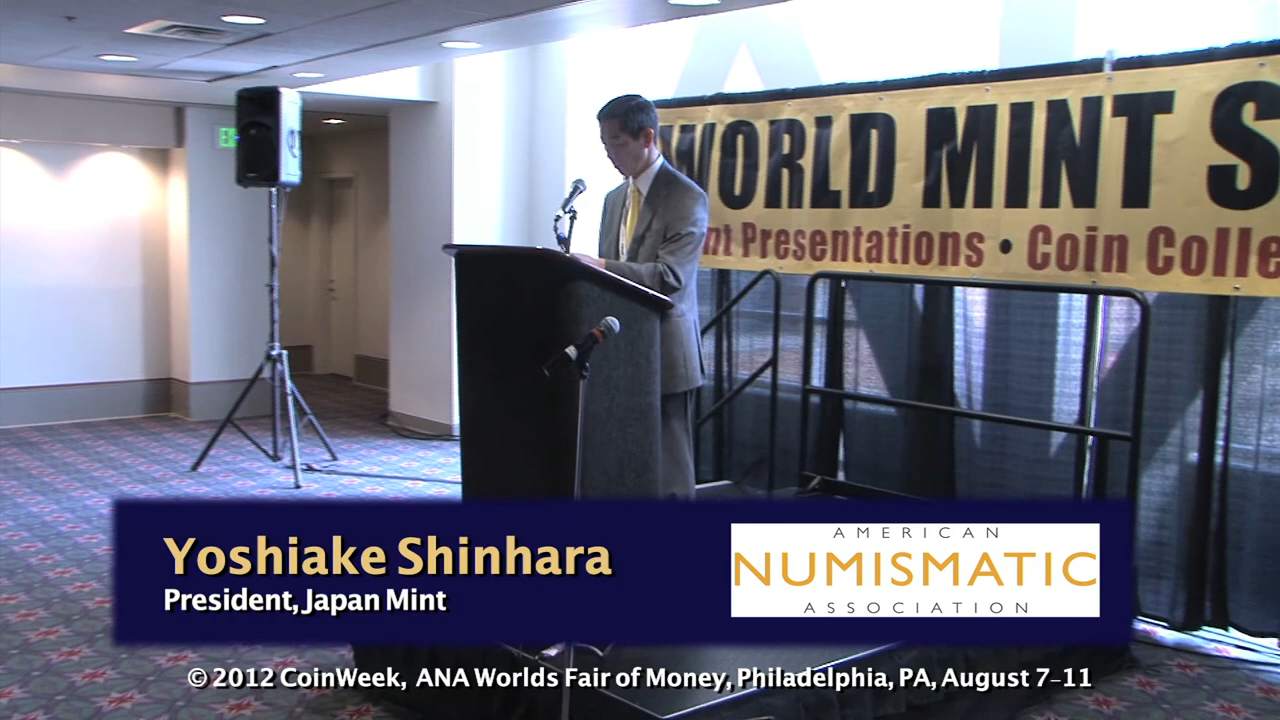 WORLD MINT S
nt Presentations • Coin Colle
Yoshiake Shinhara
President, Japan Mint
AMERICAN
NUMISMATIC
ASSOCIATION
© 2012 CoinWeek, ANA Worlds Fair of Money, Philadelphia, PA, August 7-11